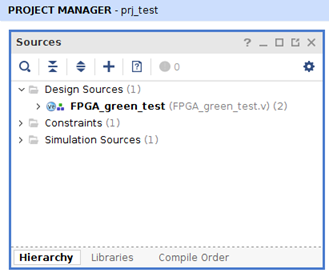 PROJECT MANAGER - prj_test
Sources
0
Design Sources (1)
FPGA_green_test (FPGA_green_test.v) (2)
Constraints (1)
Simulation Sources (1)
Hierarchy Libraries Compile Order